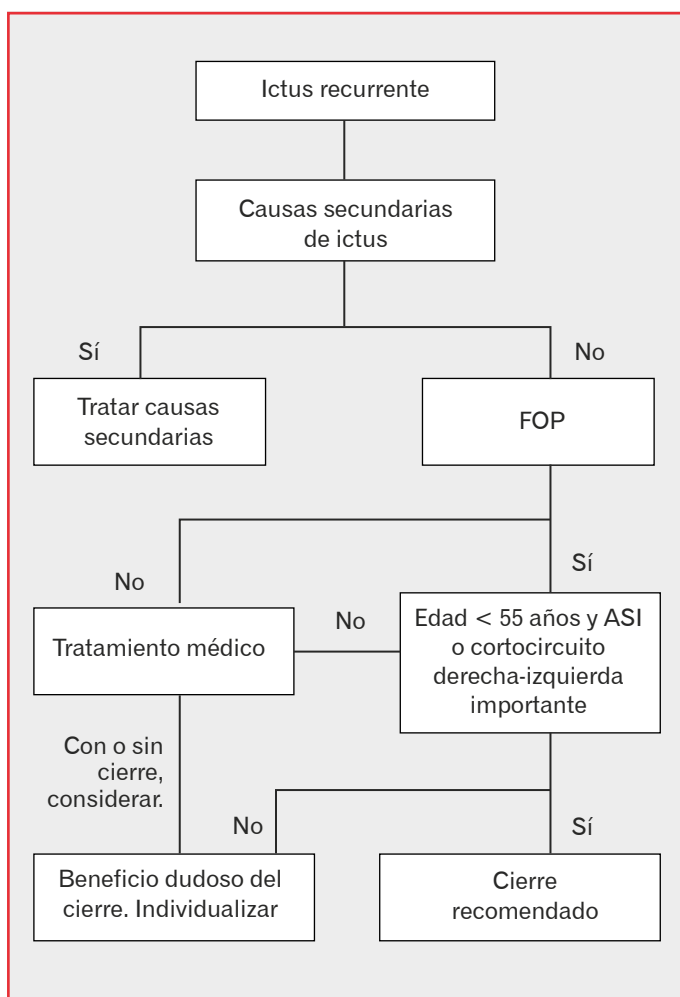 Ictus recurrente
Causas secundarias
de ictus
Sí
No
Tratar causas
secundarias
FOP
No
Sí
Tratamiento médico
No
Edad < 55 años y ASI
o cortocircuito
derecha-izquierda
importante
Con o sin
cierre,
considerar.
No
Sí
Beneficio dudoso del
cierre. Individualizar
Cierre
recomendado